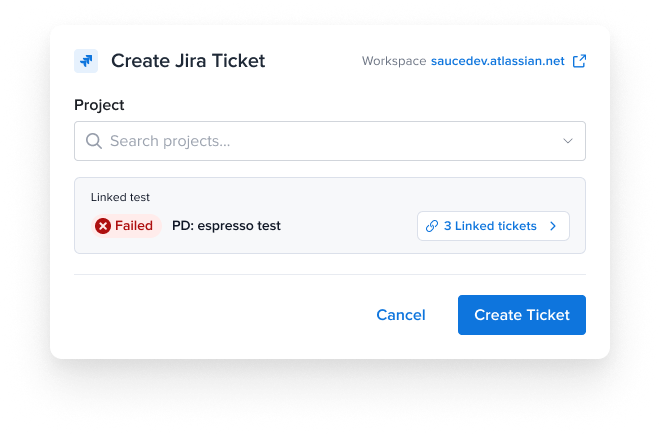 Create Jira Ticket
Workspace saucedev.atlassian.net
Project
Search projects...
Linked test
Failed PD: espresso test 3 Linked tickets
Cancel Create Ticket